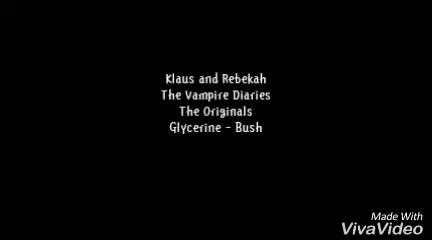 Klaus and Rebekah
The Vampire Diaries
The Originals
Glycerine - Bush
Made With
VivaVideo